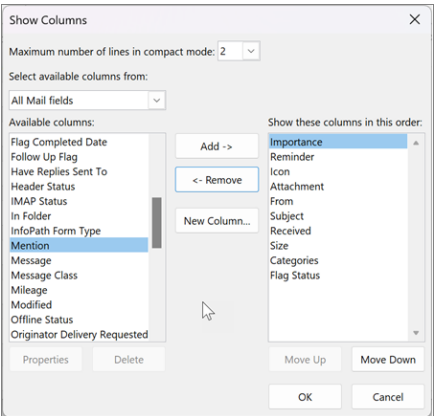 Show Columns
Maximum number of lines in compact mode: 2
Select available columns from:
All Mail fields
Available columns:
Flag Completed Date
Follow Up Flag
Have Replies Sent To
Header Status
IMAP Status
In Folder
InfoPath Form Type
Mention
Message
Message Class
Mileage
Modified
Offline Status
Originator Delivery Requested
Properties
Delete
Add ->
<- Remove
New Column...
Show these columns in this order:
Importance
Reminder
Icon
Attachment
From
Subject
Received
Size
Categories
Flag Status
Move Up
Move Down
OK
Cancel